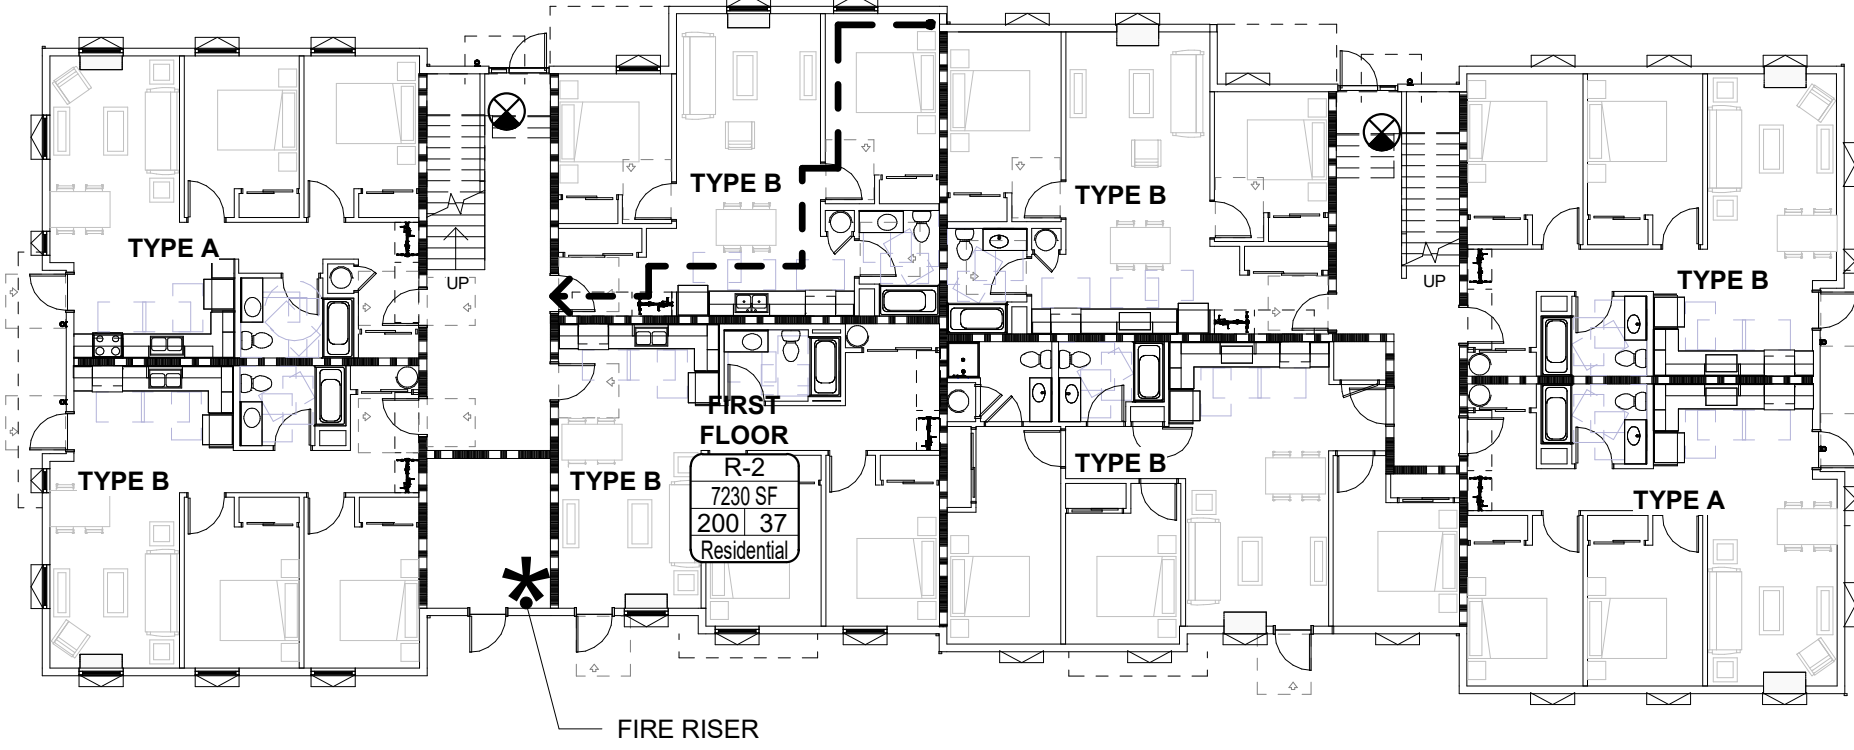 TYPE B
TYPE B
TYPE A
TYPE B
UP
UP
FIRST
FLOOR
TYPE B
TYPE B
TYPE B
R-2
7230 SF
200 37
Residential
TYPE A
FIRE RISER